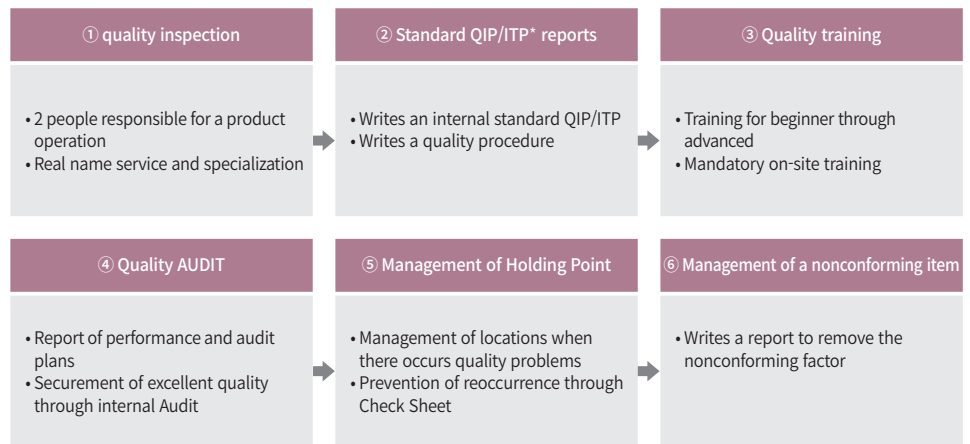 ① quality inspection
• 2 people responsible for a product
operation
• Real name service and specialization
② Standard QIP/ITP* reports
• Writes an internal standard QIP/ITP
• Writes a quality procedure
③ Quality training
• Training for beginner through
advanced
• Mandatory on-site training
④ Quality AUDIT
• Report of performance and audit
plans
• Securement of excellent quality
through internal Audit
⑤ Management of Holding Point
• Management of locations when
there occurs quality problems
• Prevention of reoccurrence through
Check Sheet
⑥ Management of a nonconforming item
• Writes a report to remove the
nonconforming factor